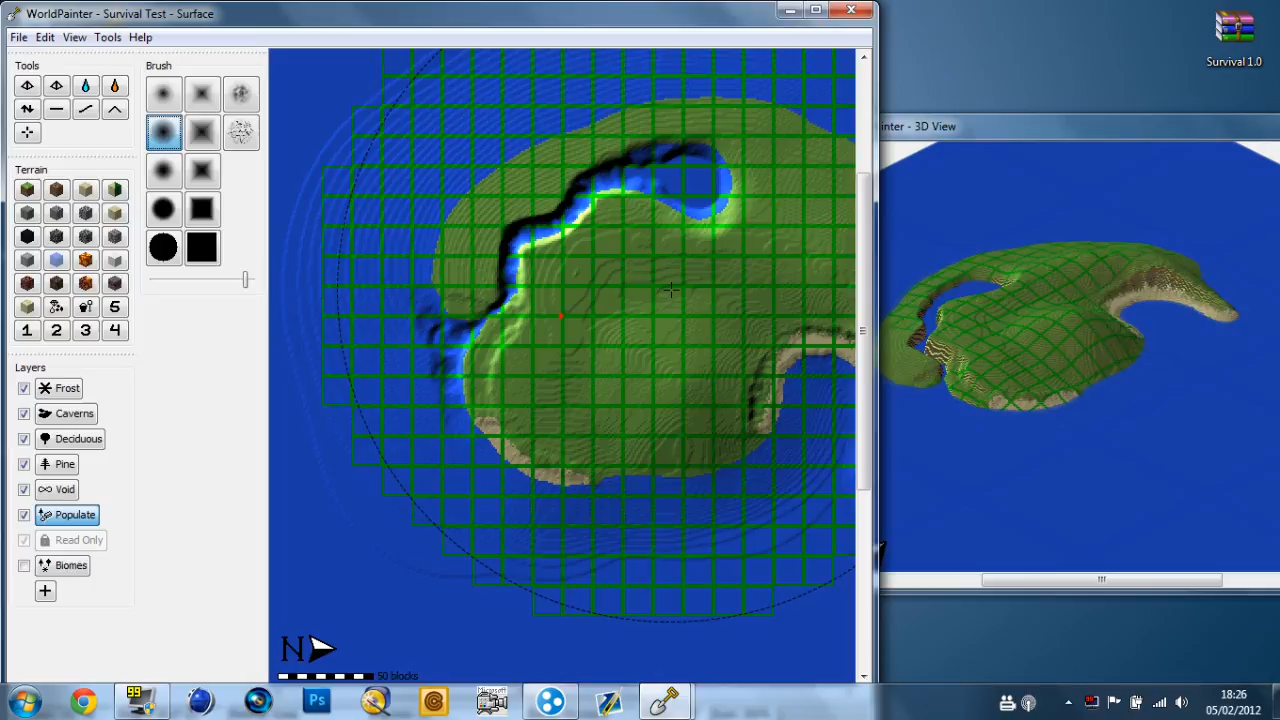 WorldPainter - Survival Test - Surface
File Edit View Tools Help
Tools
Brush
Terrain
5
1 2 3 4
Layers
Frost
Caverns
Deciduous
Pine
Void
Populate
Read Only
Biomes
N
50 blocks
Survival 1.0
inter - 3D View
99
Ps
18:26
05/02/2012